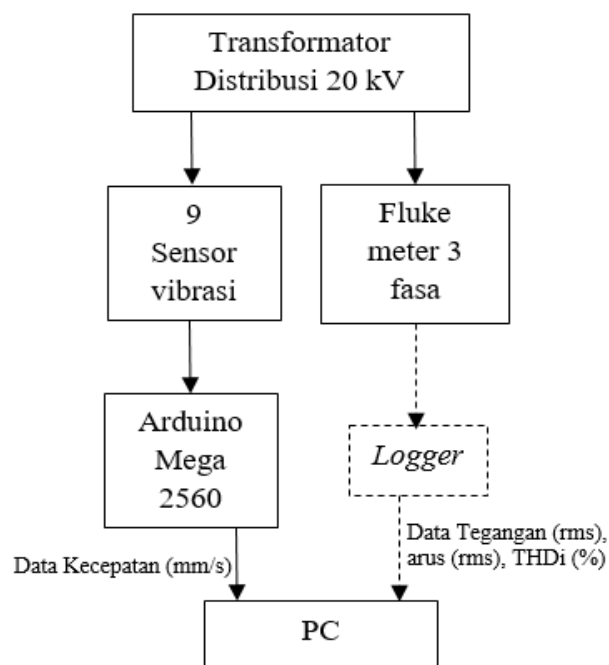 Transformator
Distribusi 20 kV
9
Sensor
vibrasi
Fluke
meter 3
fasa
Arduino
Mega
2560
Logger
Data Kecepatan (mm/s)
Data Tegangan (rms),
arus (rms), THDi (%)
PC